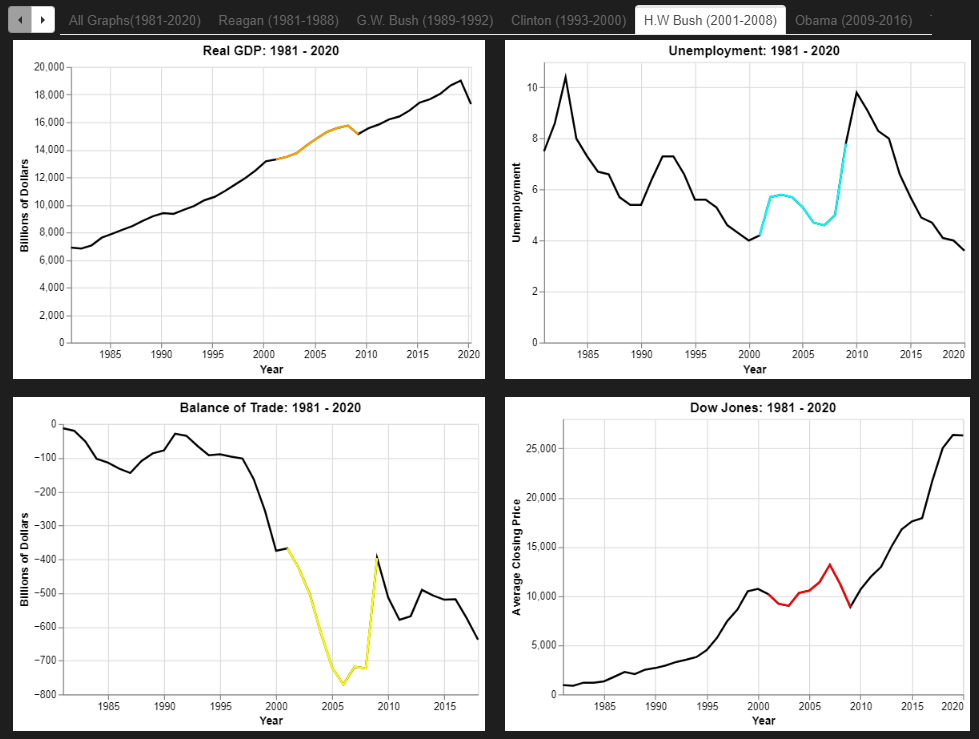 All Graphs(1981-2020) Reagan (1981-1988) G.W. Bush (1989-1992) Clinton (1993-2000) H.W Bush (2001-2008) Obama (2009-2016)
Real GDP: 1981 - 2020
20,000
18,000
16,000
14,000
12,000
10,000
8,000
6,000
4,000
2,000
0
Billions of Dollars
1985 1990 1995 2000 2005 2010 2015 2020
Year
Unemployment: 1981 - 2020
10
8
6
4
2
0
Unemployment
1985 1990 1995 2000 2005 2010 2015 2020
Year
Balance of Trade: 1981 - 2020
0
−100
−200
−300
−400
−500
−600
−700
−800
Billions of Dollars
1985 1990 1995 2000 2005 2010 2015
Year
Dow Jones: 1981 - 2020
25,000
20,000
15,000
10,000
5,000
0
Average Closing Price
1985 1990 1995 2000 2005 2010 2015 2020
Year